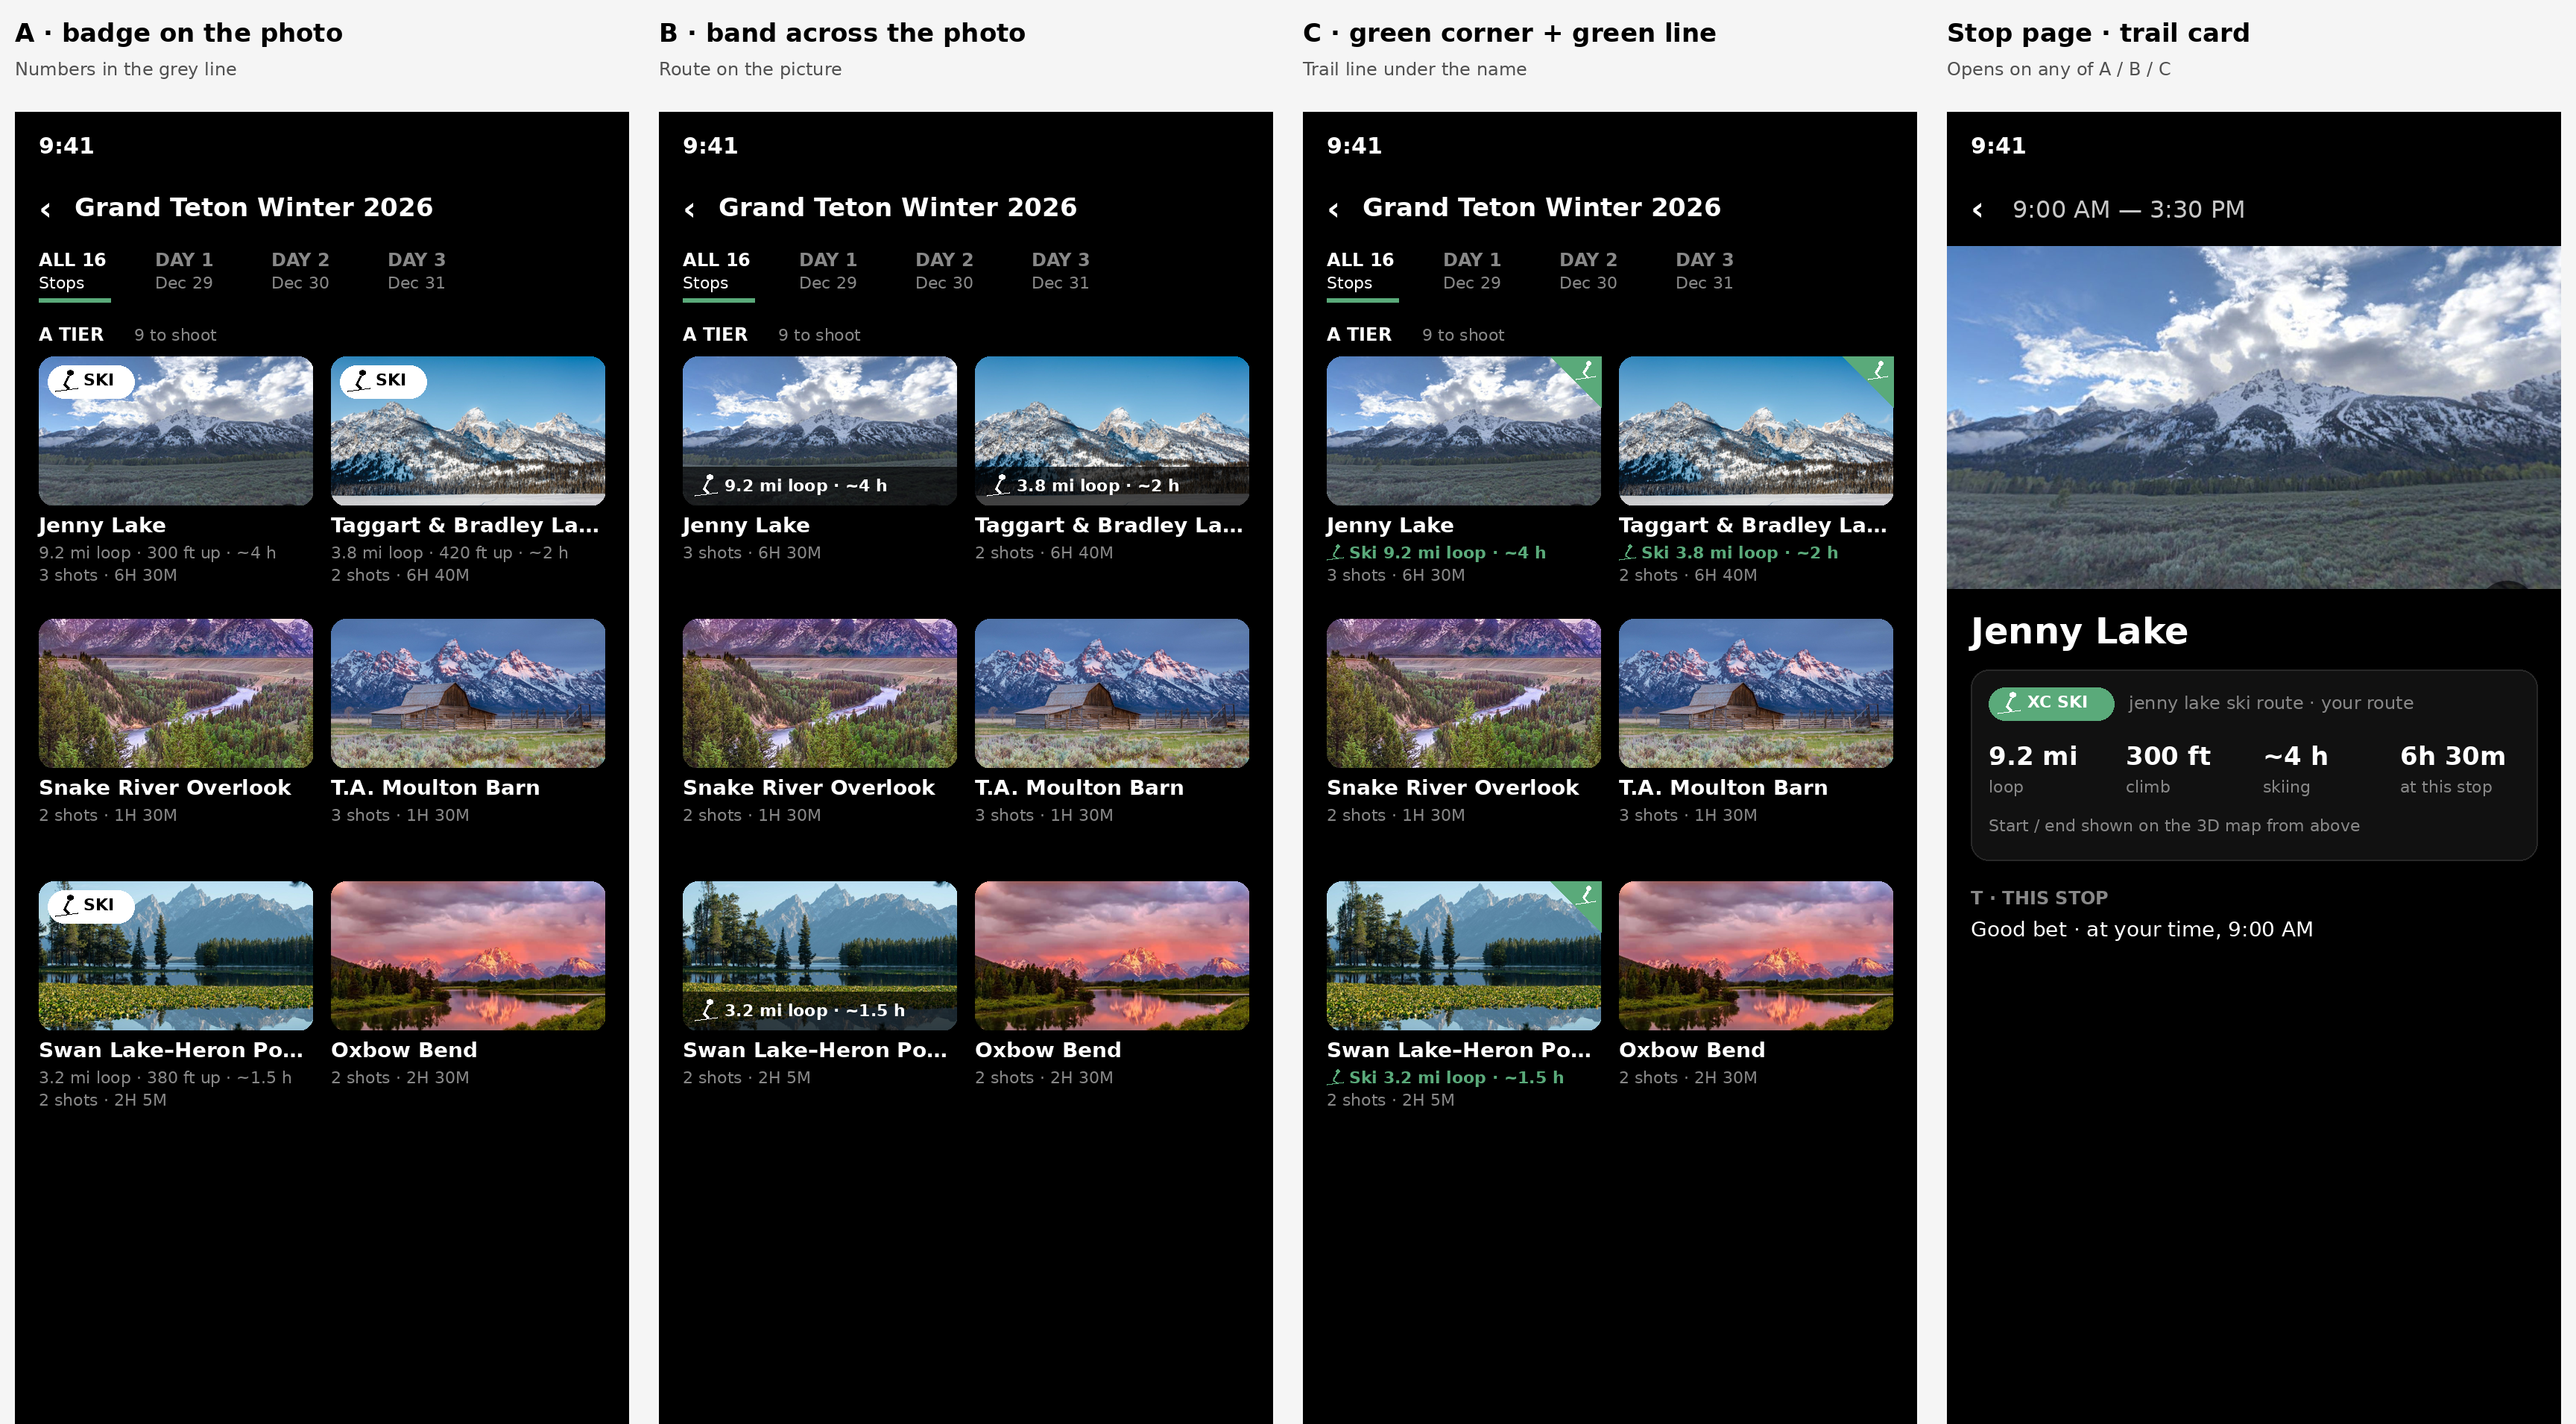 A · badge on the photo
Numbers in the grey line
9:41
‹ Grand Teton Winter 2026
ALL 16 DAY 1 DAY 2 DAY 3
Stops Dec 29 Dec 30 Dec 31
A TIER 9 to shoot
SKI SKI
Jenny Lake Taggart & Bradley La...
9.2 mi loop · 300 ft up · ~4 h 3.8 mi loop · 420 ft up · ~2 h
3 shots · 6H 30M 2 shots · 6H 40M
Snake River Overlook T.A. Moulton Barn
2 shots · 1H 30M 3 shots · 1H 30M
SKI
Swan Lake–Heron Po... Oxbow Bend
3.2 mi loop · 380 ft up · ~1.5 h 2 shots · 2H 30M
2 shots · 2H 5M
B · band across the photo
Route on the picture
9:41
‹ Grand Teton Winter 2026
ALL 16 DAY 1 DAY 2 DAY 3
Stops Dec 29 Dec 30 Dec 31
A TIER 9 to shoot
9.2 mi loop · ~4 h 3.8 mi loop · ~2 h
Jenny Lake Taggart & Bradley La...
3 shots · 6H 30M 2 shots · 6H 40M
Snake River Overlook T.A. Moulton Barn
2 shots · 1H 30M 3 shots · 1H 30M
3.2 mi loop · ~1.5 h
Swan Lake–Heron Po... Oxbow Bend
2 shots · 2H 5M 2 shots · 2H 30M
C · green corner + green line
Trail line under the name
9:41
‹ Grand Teton Winter 2026
ALL 16 DAY 1 DAY 2 DAY 3
Stops Dec 29 Dec 30 Dec 31
A TIER 9 to shoot
Jenny Lake Taggart & Bradley La...
Ski 9.2 mi loop · ~4 h Ski 3.8 mi loop · ~2 h
3 shots · 6H 30M 2 shots · 6H 40M
Snake River Overlook T.A. Moulton Barn
2 shots · 1H 30M 3 shots · 1H 30M
Swan Lake–Heron Po... Oxbow Bend
Ski 3.2 mi loop · ~1.5 h 2 shots · 2H 30M
2 shots · 2H 5M
Stop page · trail card
Opens on any of A / B / C
9:41
‹ 9:00 AM — 3:30 PM
Jenny Lake
XC SKI jenny lake ski route · your route
9.2 mi 300 ft ~4 h 6h 30m
loop climb skiing at this stop
Start / end shown on the 3D map from above
T · THIS STOP
Good bet · at your time, 9:00 AM